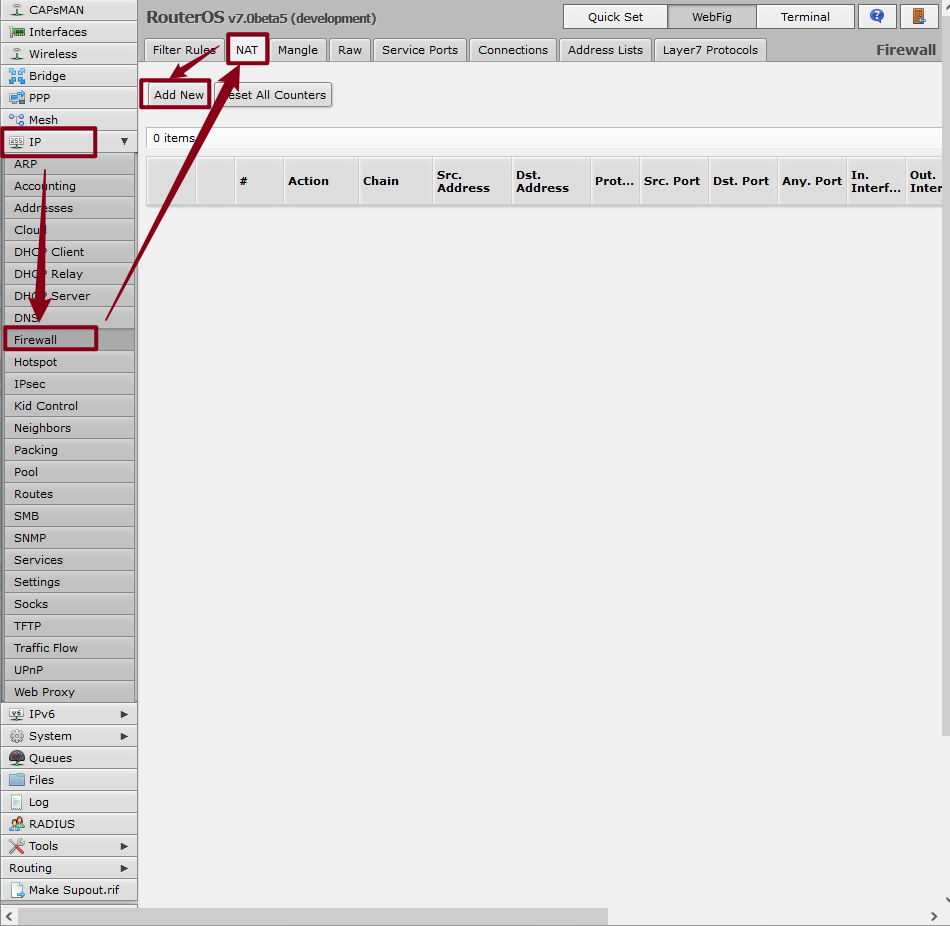 CAPsMAN
Interfaces
Wireless
Bridge
PPP
Mesh
IP
ARP
Accounting
Addresses
Cloud
DHCP Client
DHCP Relay
DHCP Server
DNS
Firewall
Hotspot
IPsec
Kid Control
Neighbors
Packing
Pool
Routes
SMB
SNMP
Services
Settings
Socks
TFTP
Traffic Flow
UPnP
Web Proxy
IPv6
System
Queues
Files
Log
RADIUS
Tools
Routing
Make Supout.rif
RouterOS v7.0beta5 (development)
Quick Set WebFig Terminal
Filter Rules NAT Mangle Raw Service Ports Connections Address Lists Layer7 Protocols Firewall
Add New Reset All Counters
0 items
# Action Chain Src. Address Dst. Address Prot... Src. Port Dst. Port Any. Port In. Interf... Out. Inter